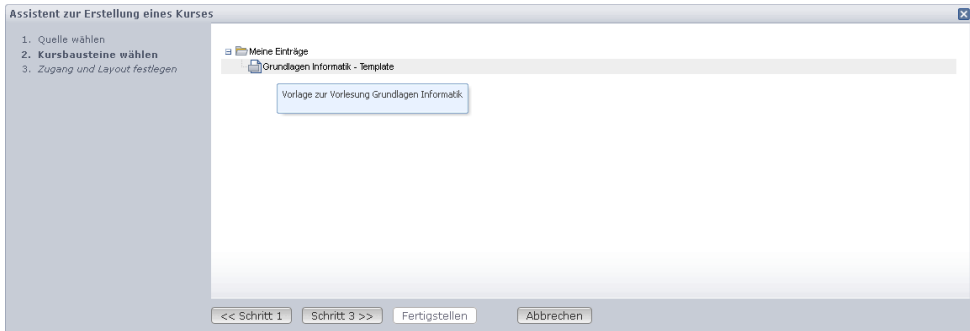 Assistent zur Erstellung eines Kurses
1. Quelle wählen
2. Kursbausteine wählen
3. Zugang und Layout festlegen
Meine Einträge
Grundlagen Informatik - Template
Vorlage zur Vorlesung Grundlagen Informatik
<< Schritt 1 Schritt 3 >> Fertigstellen Abbrechen